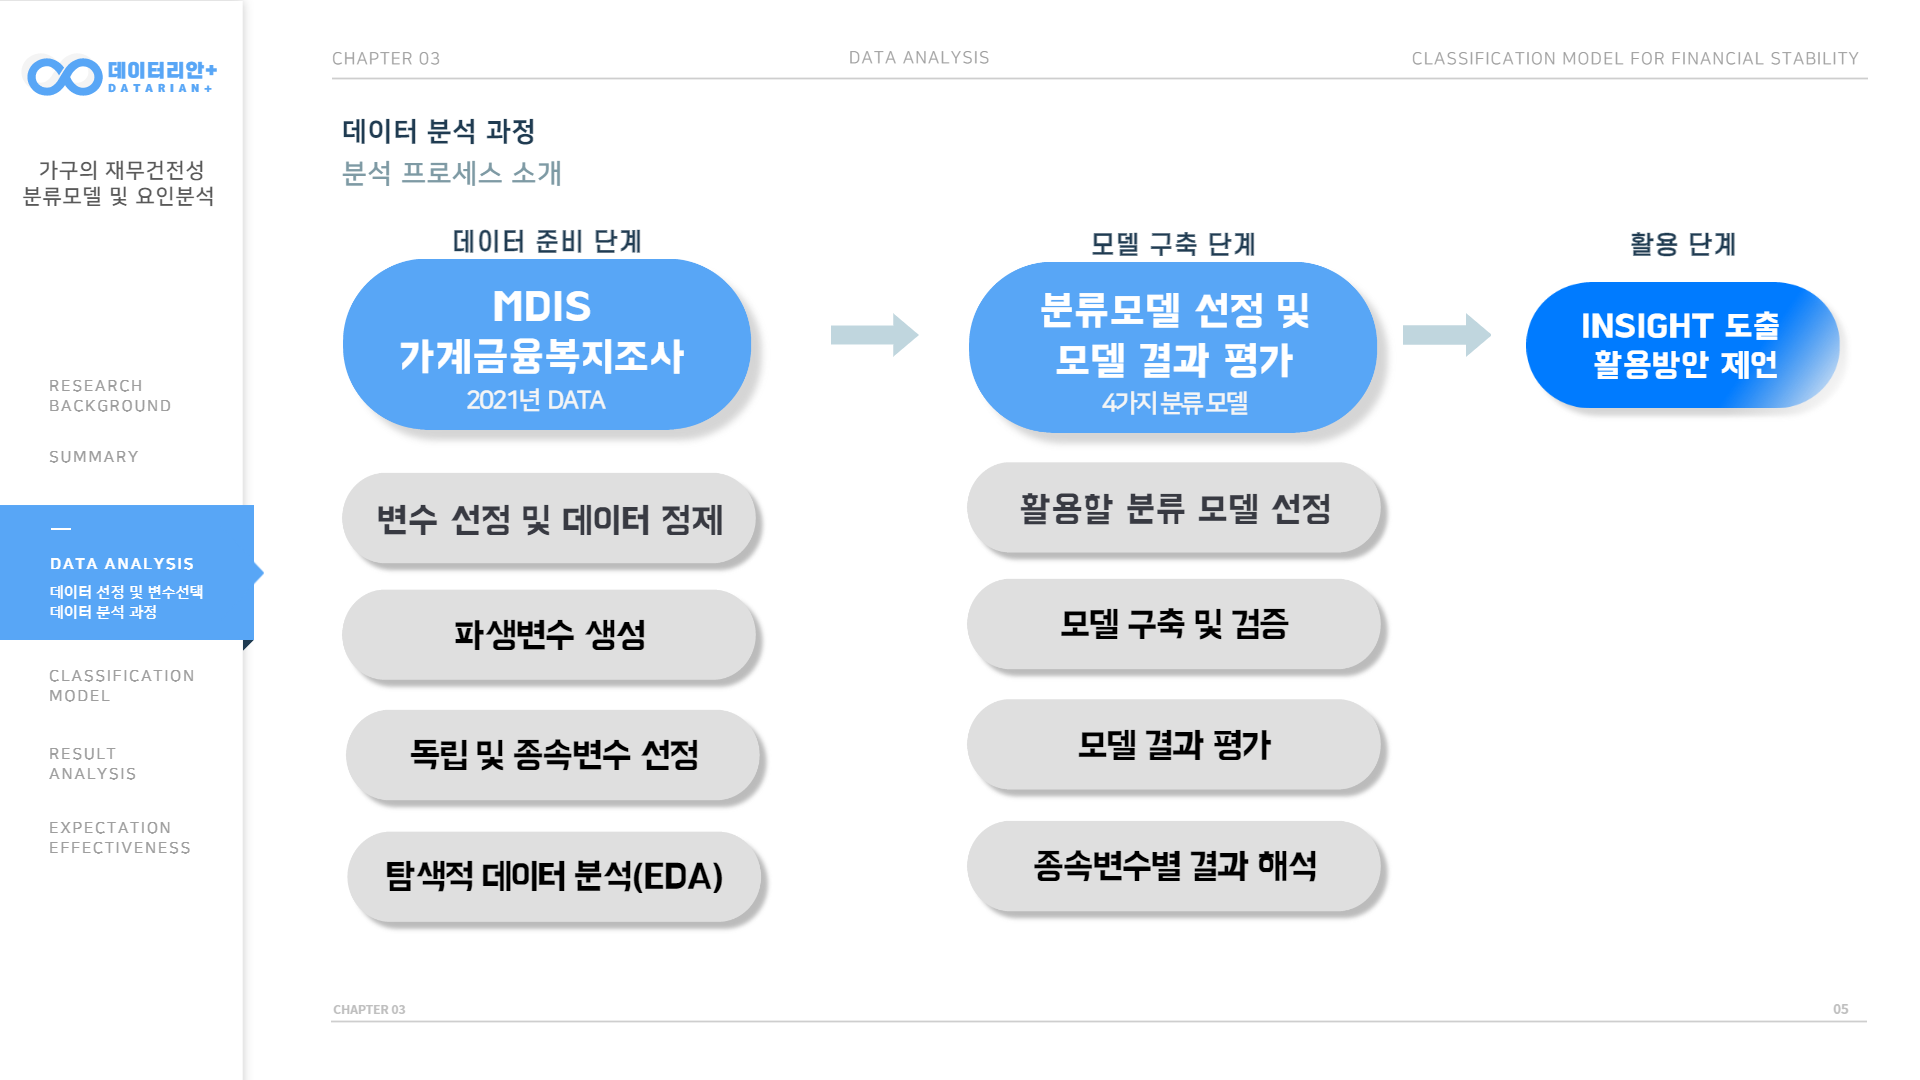 데이터리안+
DATARIAN+
가구의 재무건전성
분류모델 및 요인분석
RESEARCH
BACKGROUND
SUMMARY
DATA ANALYSIS
데이터 선정 및 변수선택
데이터 분석 과정
CLASSIFICATION
MODEL
RESULT
ANALYSIS
EXPECTATION
EFFECTIVENESS
CHAPTER 03
DATA ANALYSIS
CLASSIFICATION MODEL FOR FINANCIAL STABILITY
데이터 분석 과정
분석 프로세스 소개
데이터 준비 단계
MDIS
가계금융복지조사
2021년 DATA
변수 선정 및 데이터 정제
파생변수 생성
독립 및 종속변수 선정
탐색적 데이터 분석(EDA)
모델 구축 단계
분류모델 선정 및
모델 결과 평가
4가지 분류 모델
활용할 분류 모델 선정
모델 구축 및 검증
모델 결과 평가
종속변수별 결과 해석
활용 단계
INSIGHT 도출
활용방안 제언
CHAPTER 03
05